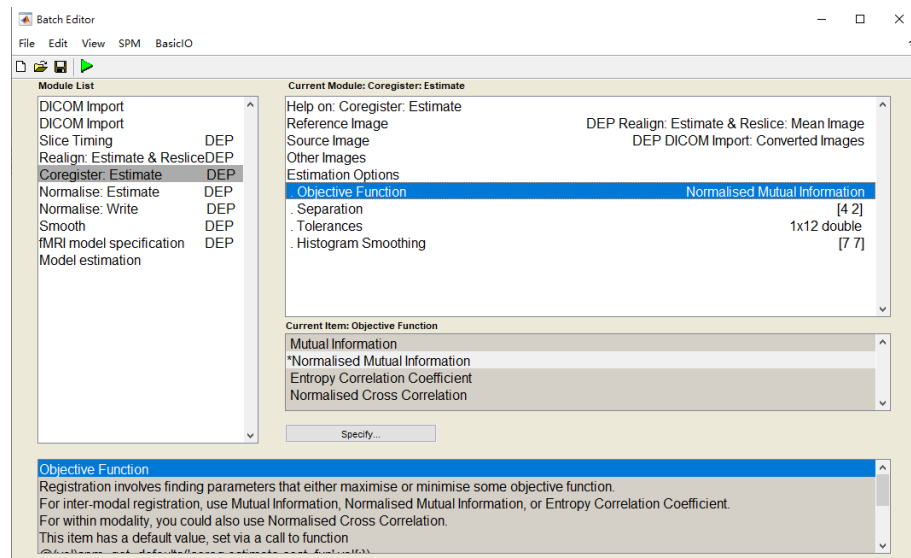 Batch Editor
File Edit View SPM BasicIO
Module List
DICOM Import
DICOM Import
Slice Timing DEP
Realign: Estimate & ResliceDEP
Coregister: Estimate DEP
Normalise: Estimate DEP
Normalise: Write DEP
Smooth DEP
fMRI model specification DEP
Model estimation
Current Module: Coregister: Estimate
Help on: Coregister: Estimate
Reference Image DEP Realign: Estimate & Reslice: Mean Image
Source Image DEP DICOM Import: Converted Images
Other Images
Estimation Options
. Objective Function Normalised Mutual Information
. Separation [4 2]
. Tolerances 1x12 double
. Histogram Smoothing [7 7]
Current Item: Objective Function
Mutual Information
*Normalised Mutual Information
Entropy Correlation Coefficient
Normalised Cross Correlation
Specify...
Objective Function
Registration involves finding parameters that either maximise or minimise some objective function.
For inter-modal registration, use Mutual Information, Normalised Mutual Information, or Entropy Correlation Coefficient.
For within modality, you could also use Normalised Cross Correlation.
This item has a default value, set via a call to function